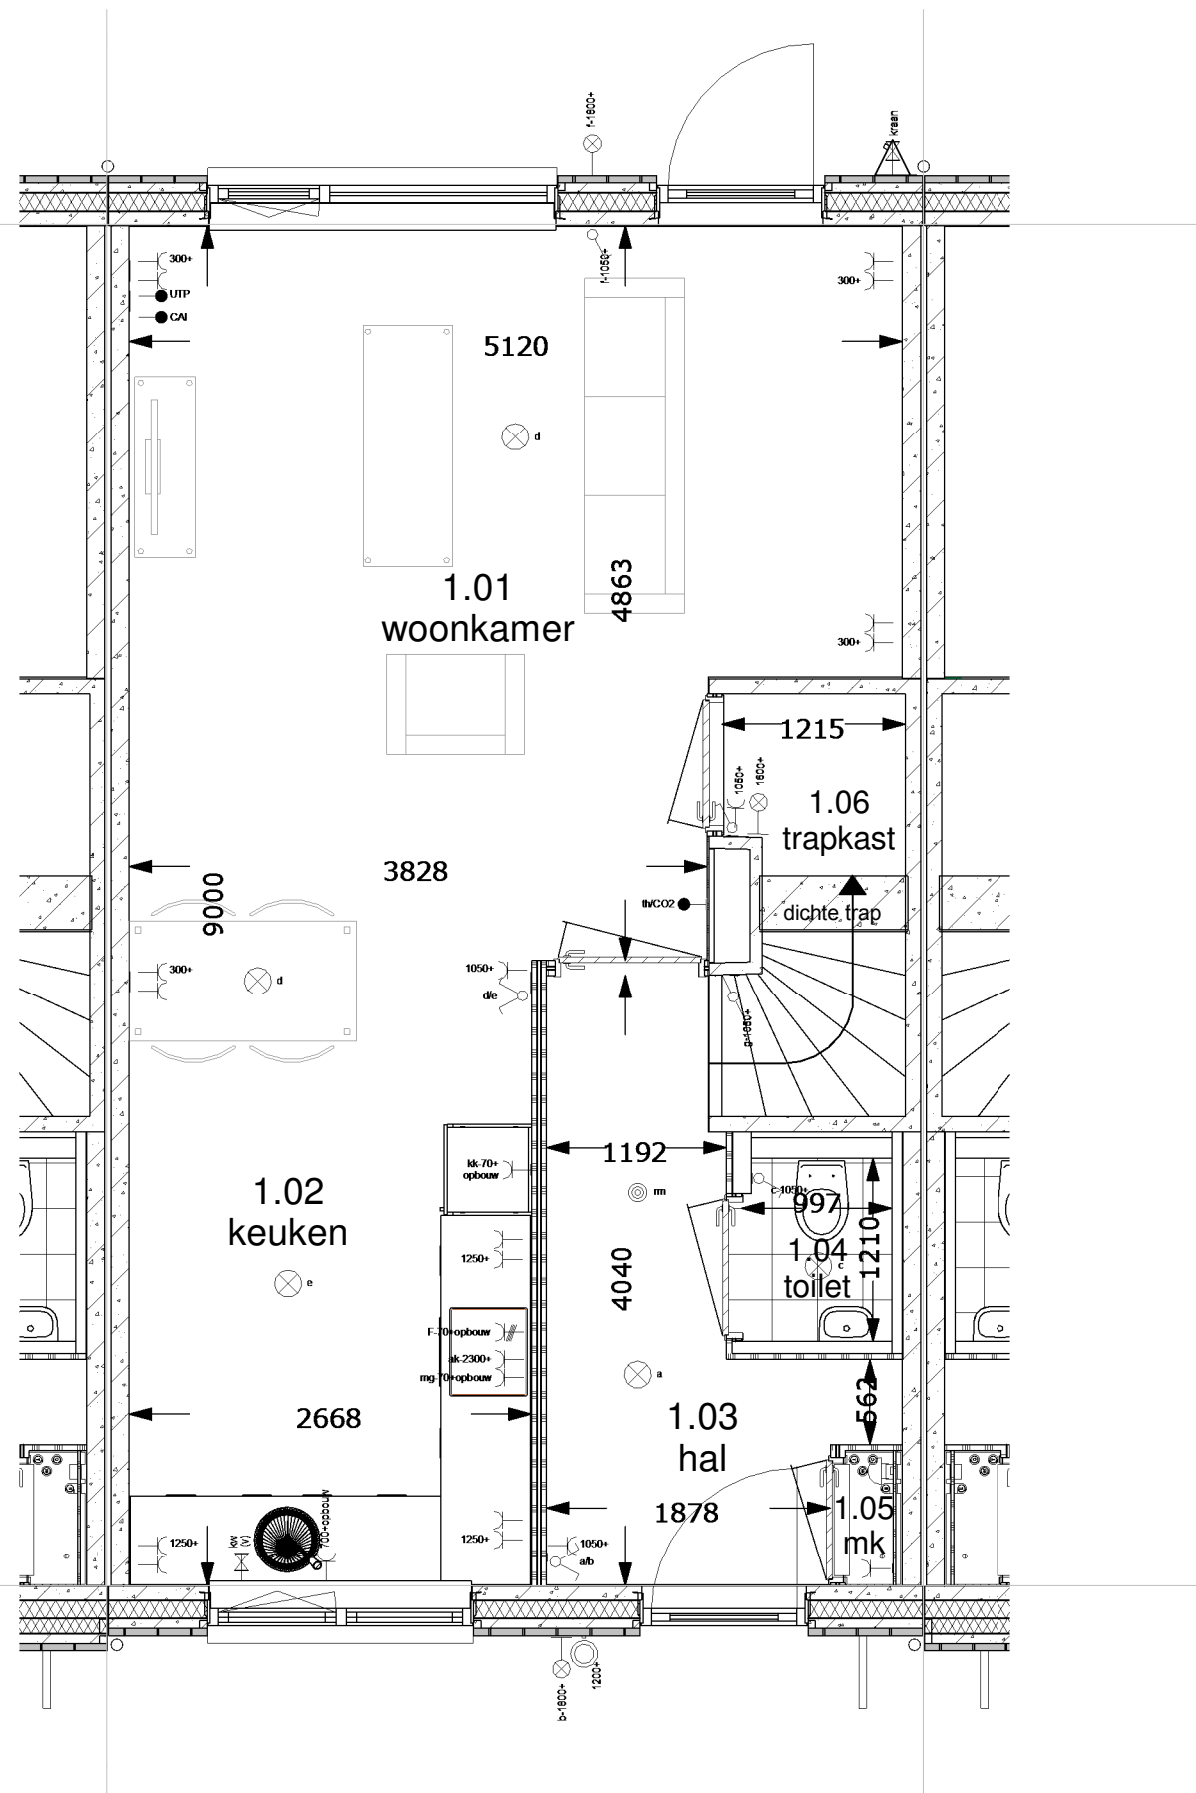 f-1800+
kraan
300+
UTP
CAI
f-1050+
300+
5120
d
1.01
woonkamer
4863
300+
1215
1050+
1600+
1.06
trapkast
3828
9000
th/CO2
dichte trap
300+
d
1050+
d/e
g-1050+
1192
kk-70+
opbouw
rm
c-1050+
997
1.02
keuken
1250+
4040
1210
1.04
toilet
c
e
F-70+opbouw
ak-2300+
mg-70+opbouw
a
562
2668
1.03
hal
1878
1.05
mk
kW
(v)
700+opbouw
1250+
1250+
1050+
a/b
b-1800+
1200+